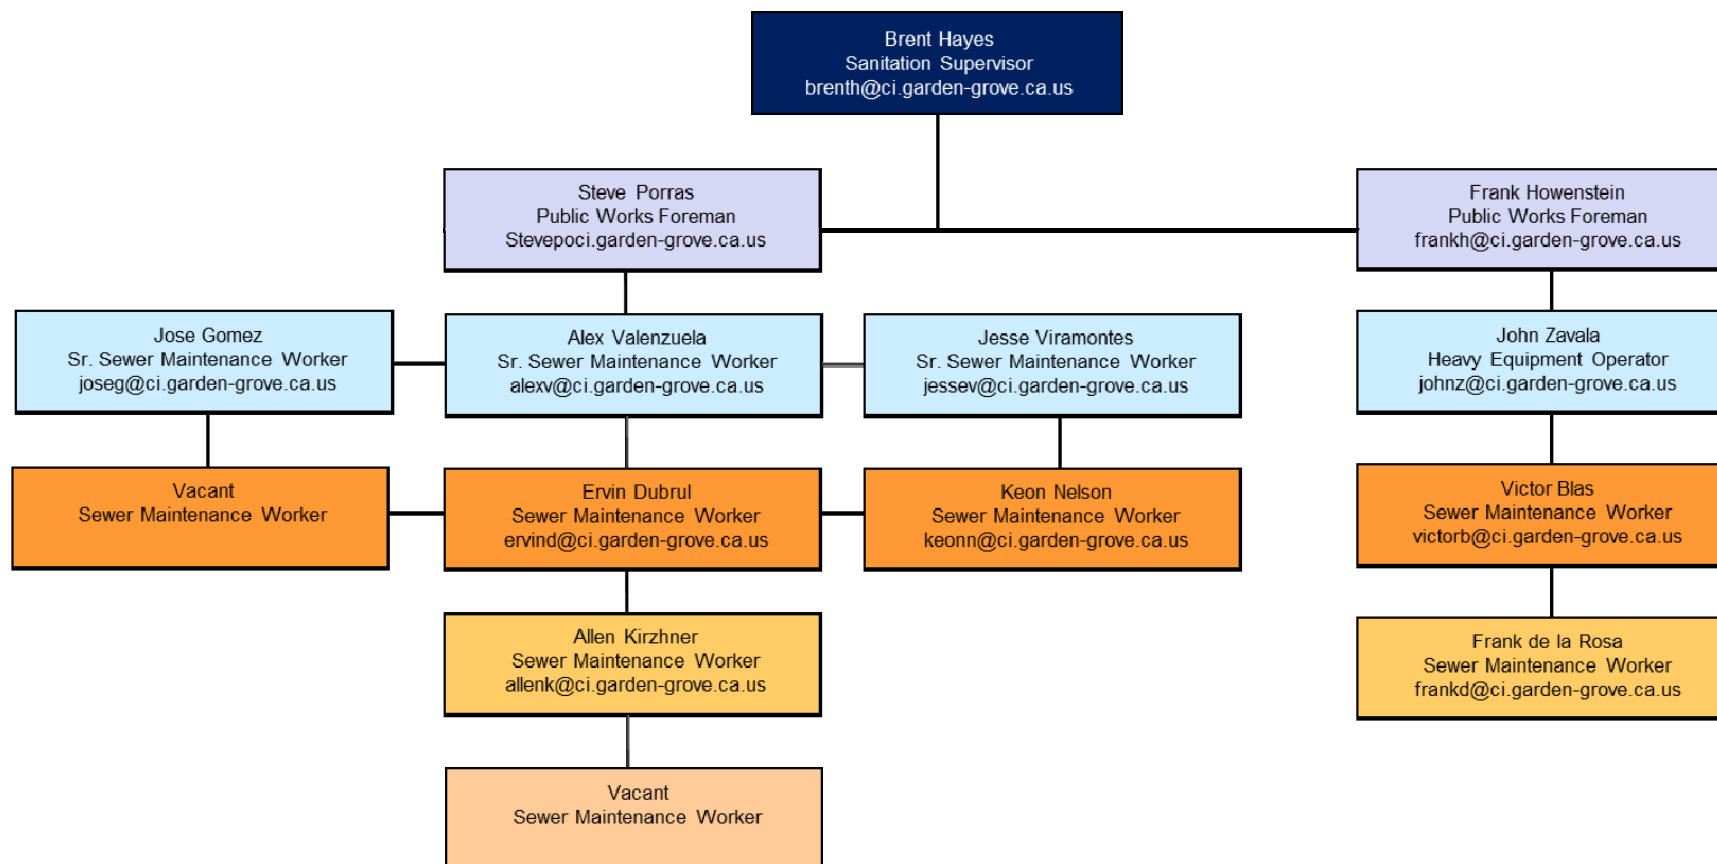 Brent Hayes
Sanitation Supervisor
brenth@ci.garden-grove.ca.us
Steve Porras
Public Works Foreman
Stevepoci.garden-grove.ca.us
Frank Howenstein
Public Works Foreman
frankh@ci.garden-grove.ca.us
Jose Gomez
Sr. Sewer Maintenance Worker
joseg@ci.garden-grove.ca.us
Alex Valenzuela
Sr. Sewer Maintenance Worker
alexv@ci.garden-grove.ca.us
Jesse Viramontes
Sr. Sewer Maintenance Worker
jessev@ci.garden-grove.ca.us
John Zavala
Heavy Equipment Operator
johnz@ci.garden-grove.ca.us
Vacant
Sewer Maintenance Worker
Ervin Dubrul
Sewer Maintenance Worker
ervind@ci.garden-grove.ca.us
Keon Nelson
Sewer Maintenance Worker
keonn@ci.garden-grove.ca.us
Victor Blas
Sewer Maintenance Worker
victorb@ci.garden-grove.ca.us
Allen Kirzhner
Sewer Maintenance Worker
allenk@ci.garden-grove.ca.us
Frank de la Rosa
Sewer Maintenance Worker
frankd@ci.garden-grove.ca.us
Vacant
Sewer Maintenance Worker